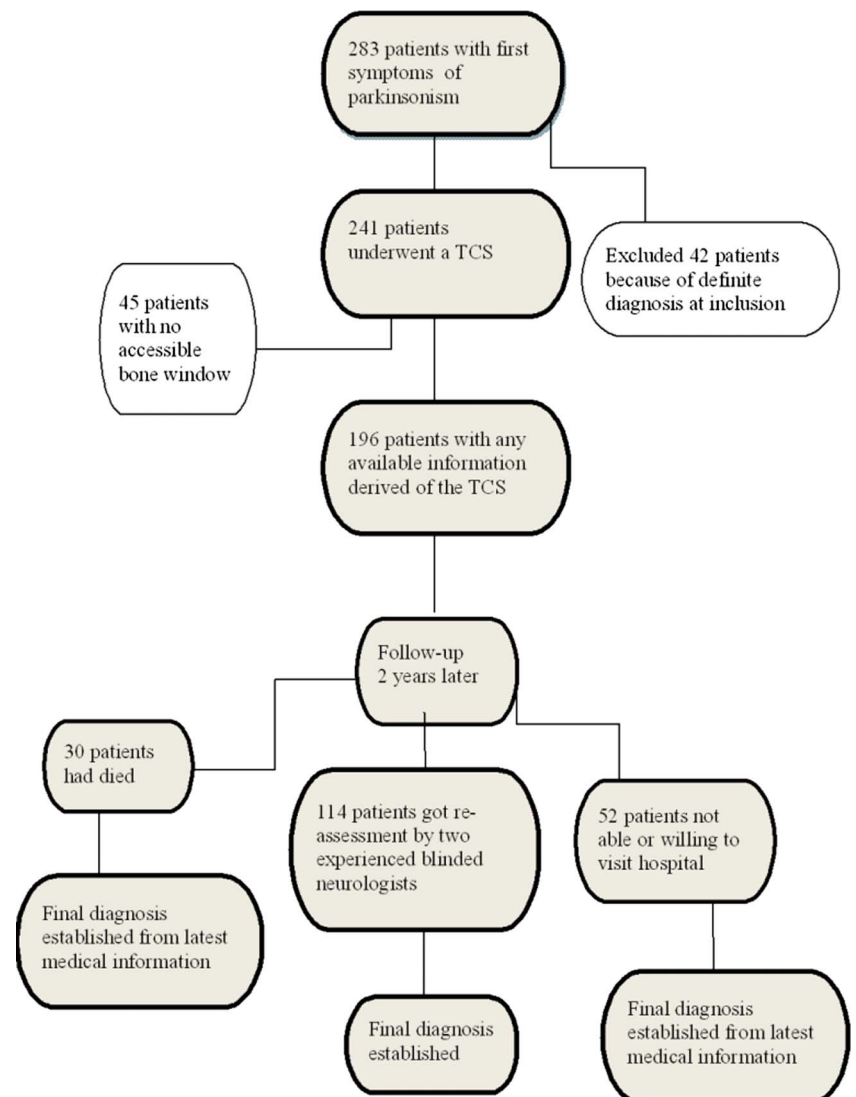 283 patients with first
symptoms of
parkinsonism
241 patients
underwent a TCS
Excluded 42 patients
because of definite
diagnosis at inclusion
45 patients
with no
accessible
bone window
196 patients with any
available information
derived of the TCS
Follow-up
2 years later
30 patients
had died
114 patients got re-
assessment by two
experienced blinded
neurologists
52 patients not
able or willing to
visit hospital
Final diagnosis
established from latest
medical information
Final diagnosis
established
Final diagnosis
established from latest
medical information